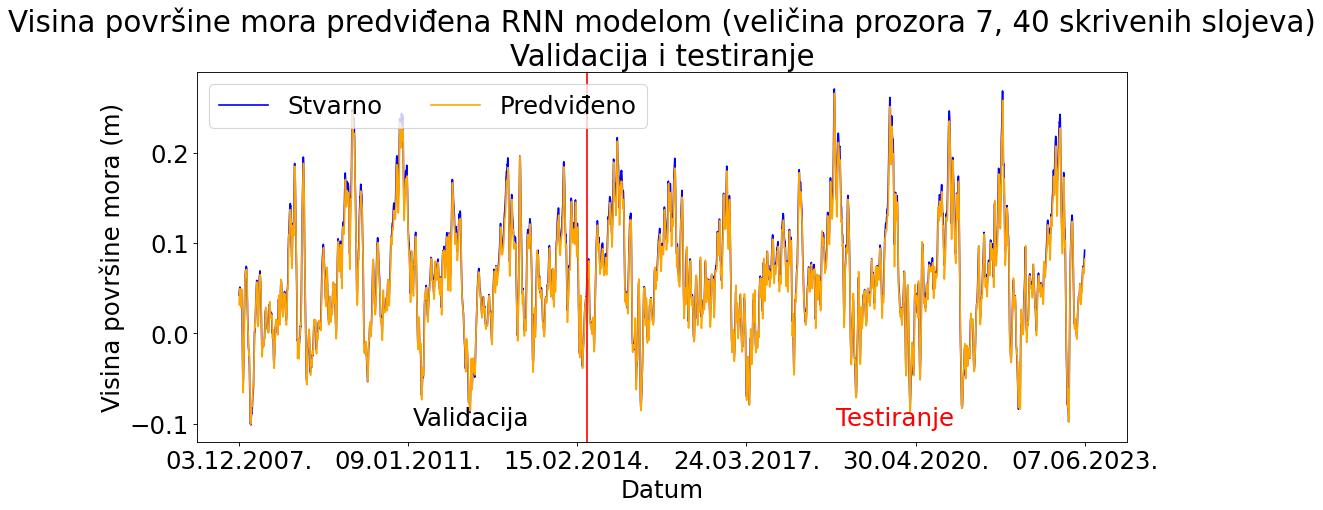 Visina površine mora predviđena RNN modelom (veličina prozora 7, 40 skrivenih slojeva)
Validacija i testiranje
Stvarno
Predviđeno
Visina površine mora (m)
0.2
0.1
0.0
−0.1
Validacija
Testiranje
03.12.2007.
09.01.2011.
15.02.2014.
24.03.2017.
30.04.2020.
07.06.2023.
Datum